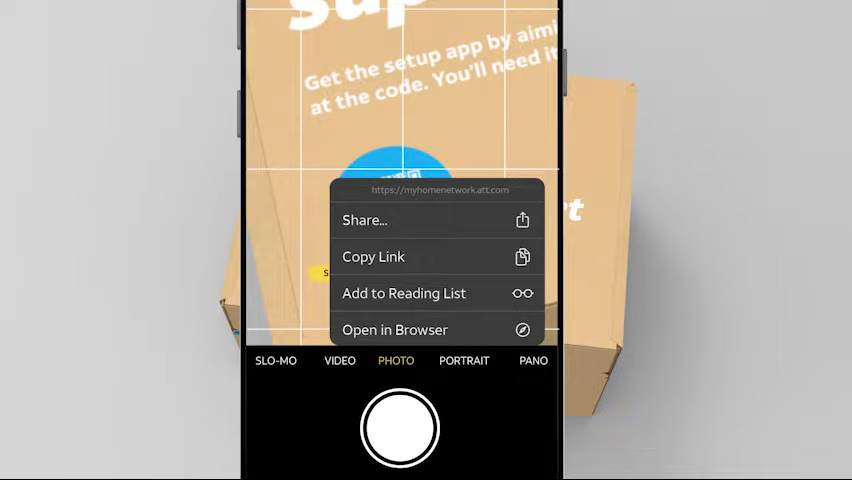 Get the setup app by aimi
at the code. You'll need it
https://myhomenetwork.att.com
Share...
Copy Link
Add to Reading List
Open in Browser
SLO-MO VIDEO PHOTO PORTRAIT PANO